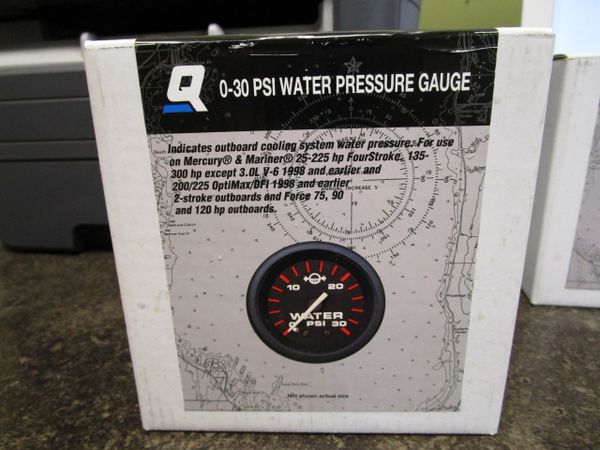 Q
0-30 PSI WATER PRESSURE GAUGE
Indicates outboard cooling system water pressure. For use
on Mercury® & Mariner® 25-225 hp FourStroke, 135-
300 hp except 3.0L V-6 1998 and earlier and
200/225 OptiMax/DFI 1998 and earlier
2-stroke outboards and Force 75, 90
and 120 hp outboards.
10 20
WATER
0 PSI 30
Not shown actual size